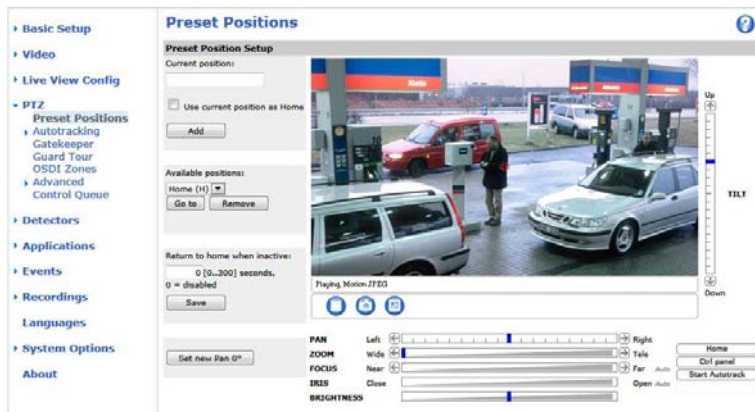 Basic Setup
Video
Live View Config
PTZ
Preset Positions
Autotracking
Gatekeeper
Guard Tour
OSDI Zones
Advanced
Control Queue
Detectors
Applications
Events
Recordings
Languages
System Options
About
Preset Positions
?
Preset Position Setup
Current position:
Use current position as Home
Add
Available positions:
Home (H)
Go to
Remove
Return to home when inactive:
0 [0..300] seconds,
0 = disabled
Save
Set new Pan 0°
Playing, Motion JPEG
Up
TILT
Down
PAN Left Right
ZOOM Wide Tele
FOCUS Near Far Auto
IRIS Close Open Auto
BRIGHTNESS
Home
Ctrl panel
Start Autotrack